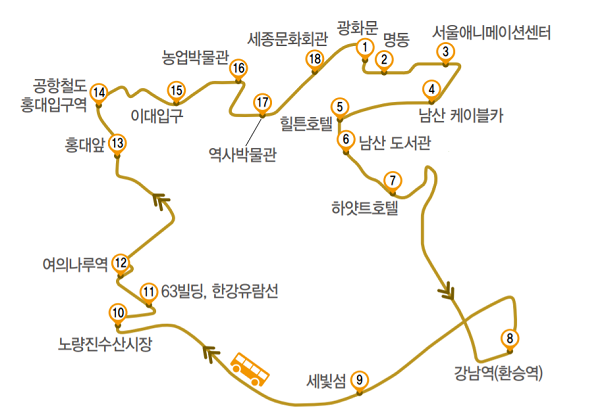 1 광화문
2 명동
3 서울애니메이션센터
4 남산 케이블카
5 힐튼호텔
6 남산 도서관
7 하얏트호텔
8 강남역(환승역)
9 세빛섬
10 노량진수산시장
11 63빌딩, 한강유람선
12 여의나루역
13 홍대앞
14 공항철도
홍대입구역
15 이대입구
16 농업박물관
17 역사박물관
18 세종문화회관